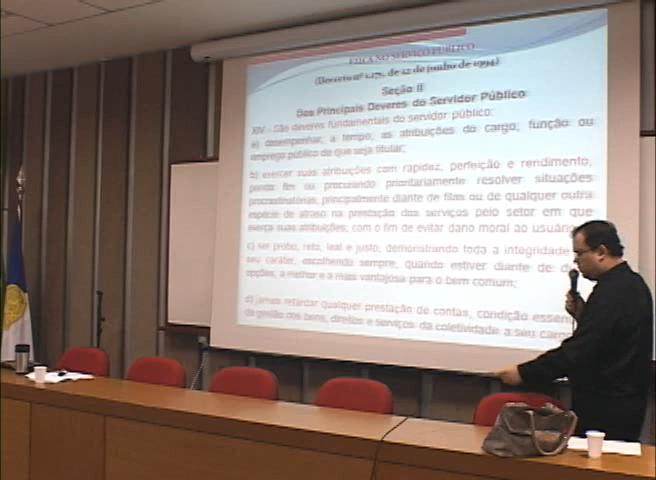 ÉTICA NO SERVIÇO PÚBLICO
(Decreto nº 1.171, de 22 de junho de 1994)
Seção II
Dos Principais Deveres do Servidor Público
XIV - São deveres fundamentais do servidor público:
a) desempenhar, a tempo, as atribuições do cargo, função ou
emprego público de que seja titular;
b) exercer suas atribuições com rapidez, perfeição e rendimento,
pondo fim ou procurando prioritariamente resolver situações
procrastinatórias, principalmente diante de filas ou de qualquer outra
espécie de atraso na prestação dos serviços pelo setor em que
exerça suas atribuições, com o fim de evitar dano moral ao usuário;
c) ser probo, reto, leal e justo, demonstrando toda a integridade
seu caráter, escolhendo sempre, quando estiver diante de
opções, a melhor e a mais vantajosa para o bem comum;
d) jamais retardar qualquer prestação de contas, condição
da gestão dos bens, direitos e serviços da coletividade a seu